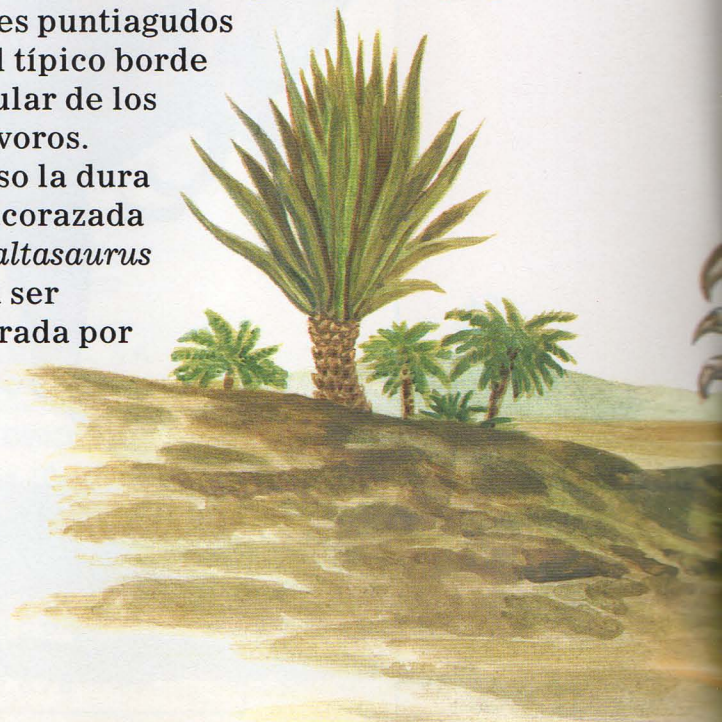 es puntiagudos
l típico borde
ular de los
voros.
so la dura
corazada
altasaurus
ser
rada por